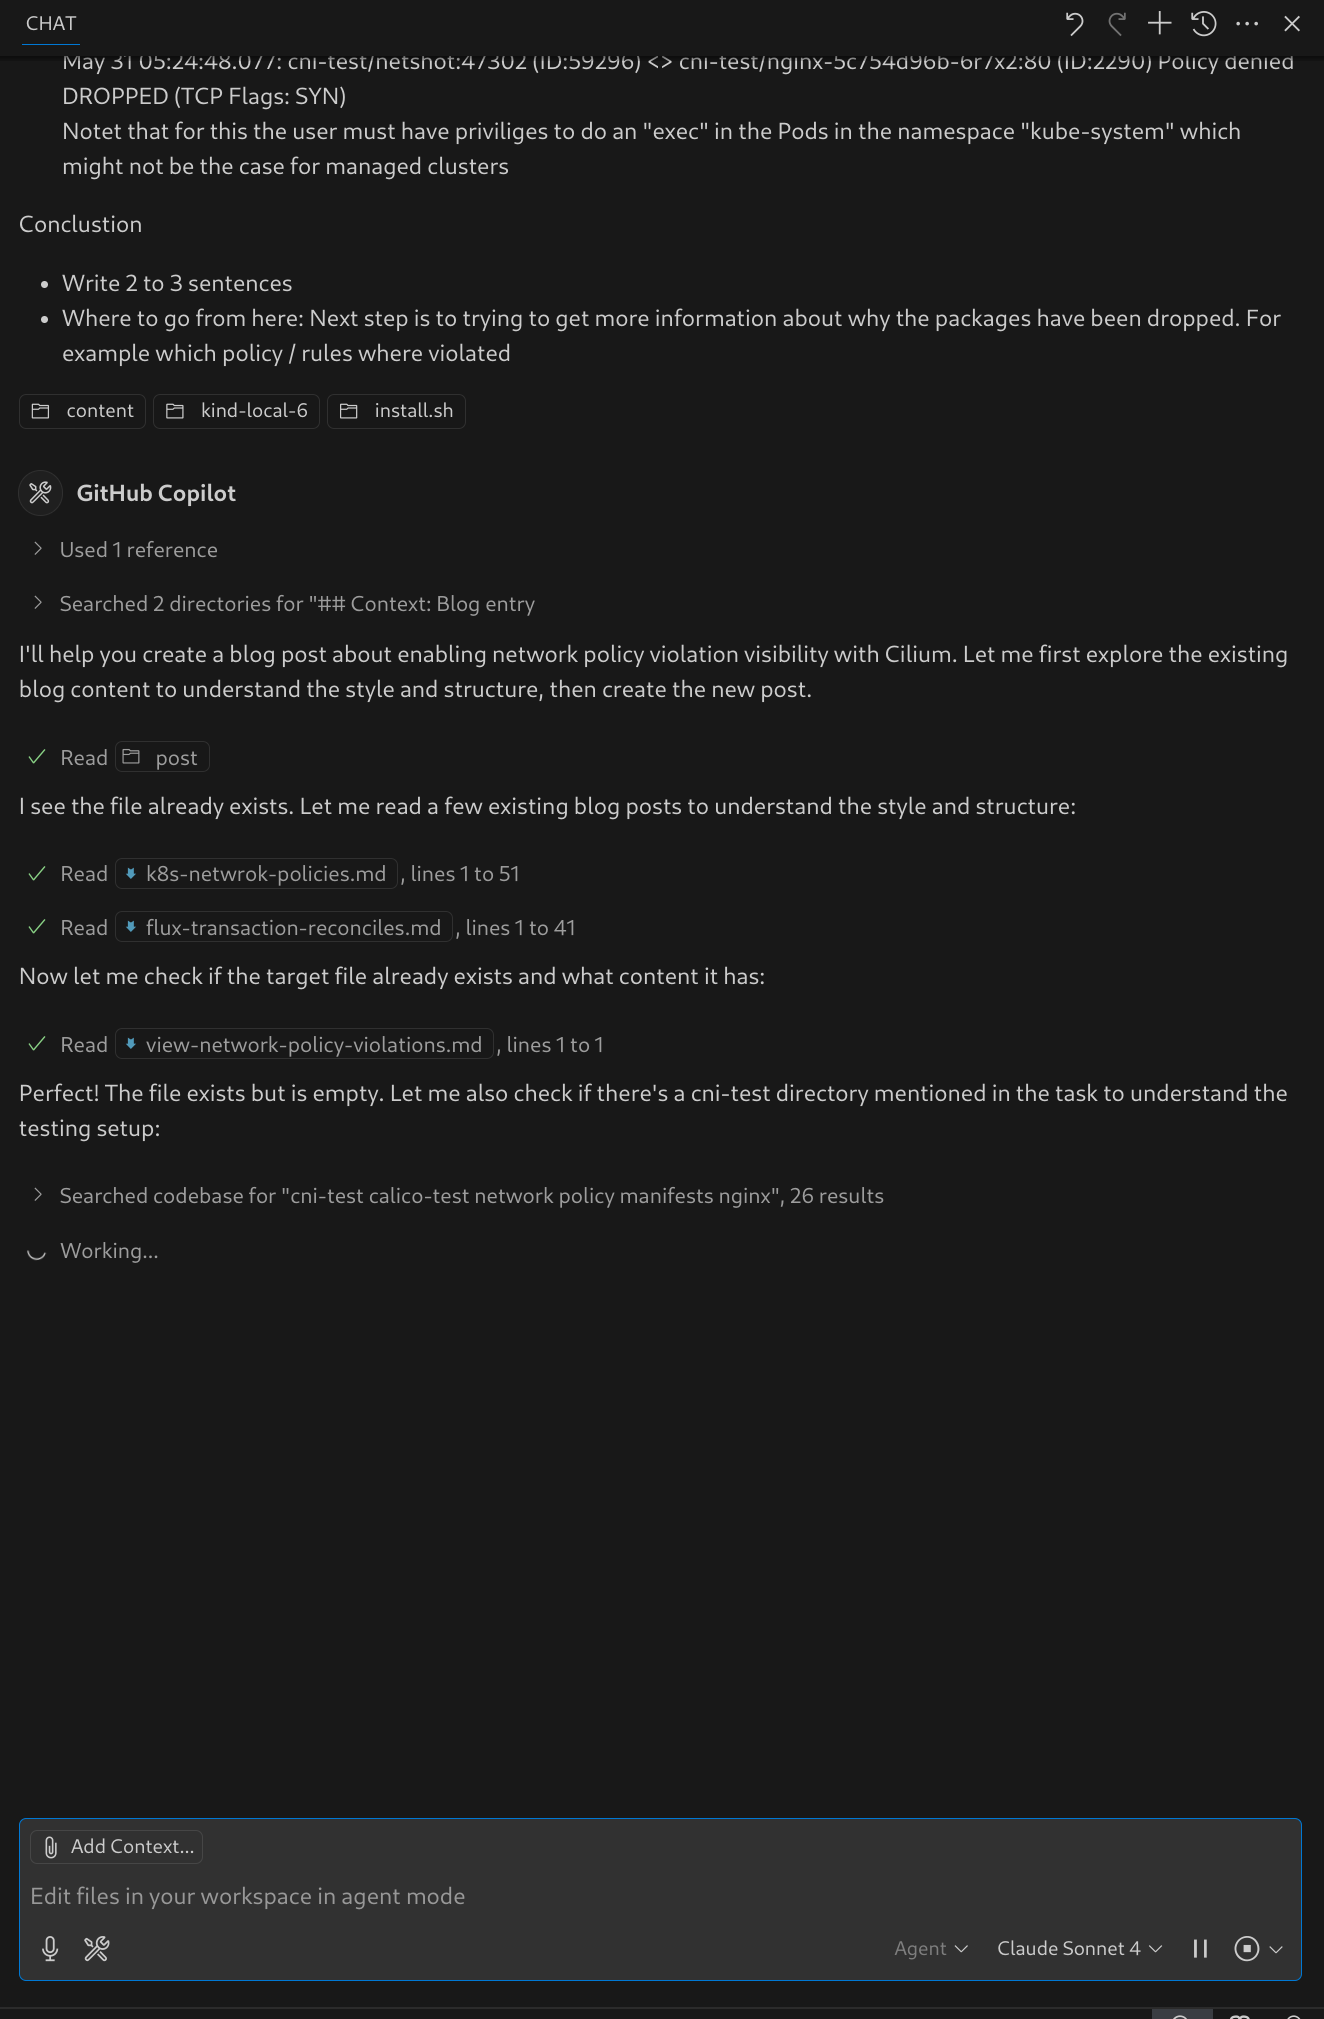 CHAT
May 31 05:24:48.077: cni-test/netshot:47302 (ID:59296) <> cni-test/nginx-5c754d96b-6r7x2:80 (ID:2290) Policy denied
DROPPED (TCP Flags: SYN)
Notet that for this the user must have priviliges to do an "exec" in the Pods in the namespace "kube-system" which
might not be the case for managed clusters
Conclustion
• Write 2 to 3 sentences
• Where to go from here: Next step is to trying to get more information about why the packages have been dropped. For
example which policy / rules where violated
content kind-local-6 install.sh
GitHub Copilot
Used 1 reference
Searched 2 directories for "## Context: Blog entry
I'll help you create a blog post about enabling network policy violation visibility with Cilium. Let me first explore the existing
blog content to understand the style and structure, then create the new post.
Read post
I see the file already exists. Let me read a few existing blog posts to understand the style and structure:
Read k8s-netwrok-policies.md , lines 1 to 51
Read flux-transaction-reconciles.md , lines 1 to 41
Now let me check if the target file already exists and what content it has:
Read view-network-policy-violations.md , lines 1 to 1
Perfect! The file exists but is empty. Let me also check if there's a cni-test directory mentioned in the task to understand the
testing setup:
Searched codebase for "cni-test calico-test network policy manifests nginx", 26 results
Working...
Add Context...
Edit files in your workspace in agent mode
Agent Claude Sonnet 4